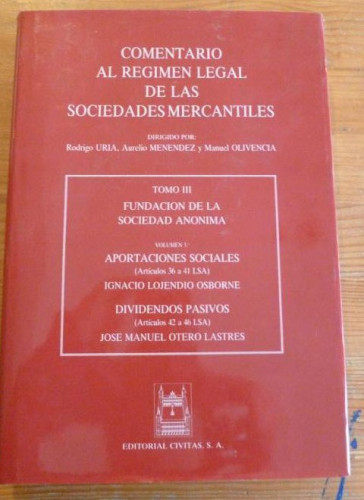 COMENTARIO
AL REGIMEN LEGAL
DE LAS
SOCIEDADES MERCANTILES
DIRIGIDO POR:
Rodrigo URIA, Aurelio MENENDEZ y Manuel OLIVENCIA
TOMO III
FUNDACION DE LA
SOCIEDAD ANONIMA
VOLUMEN 3.º
APORTACIONES SOCIALES
(Artículos 36 a 41 LSA)
IGNACIO LOJENDIO OSBORNE
DIVIDENDOS PASIVOS
(Artículos 42 a 46 LSA)
JOSE MANUEL OTERO LASTRES
EDITORIAL CIVITAS, S. A.